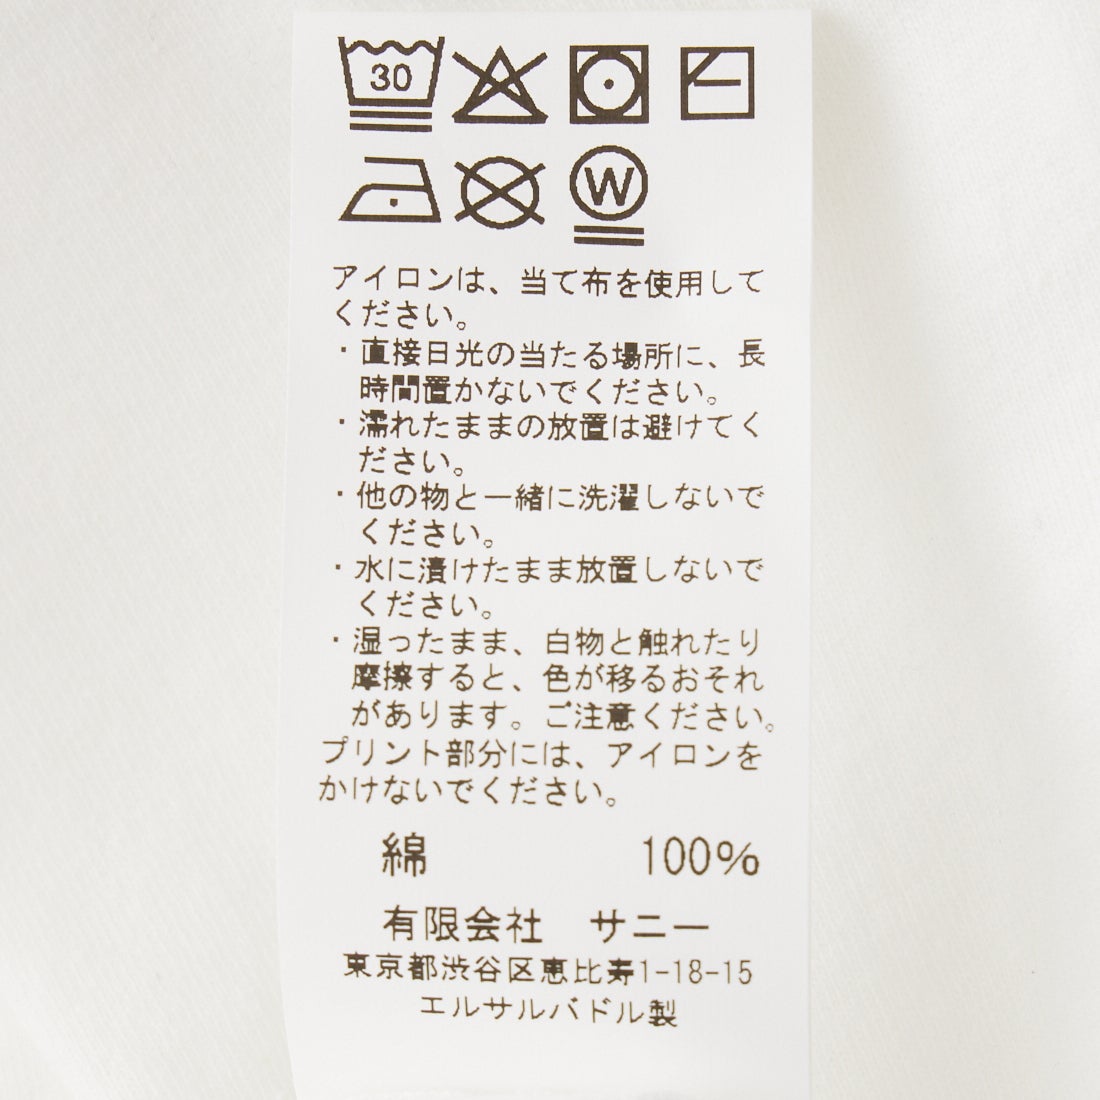 30
W
アイロンは、当て布を使用して
ください。
・直接日光の当たる場所に、長
時間置かないでください。
・濡れたままの放置は避けてく
ださい。
・他の物と一緒に洗濯しないで
ください。
・水に漬けたまま放置しないで
ください。
・湿ったまま、白物と触れたり
摩擦すると、色が移るおそれ
があります。ご注意ください。
プリント部分には、アイロンを
かけないでください。
綿 100%
有限会社 サニー
東京都渋谷区恵比寿1-18-15
エルサルバドル製